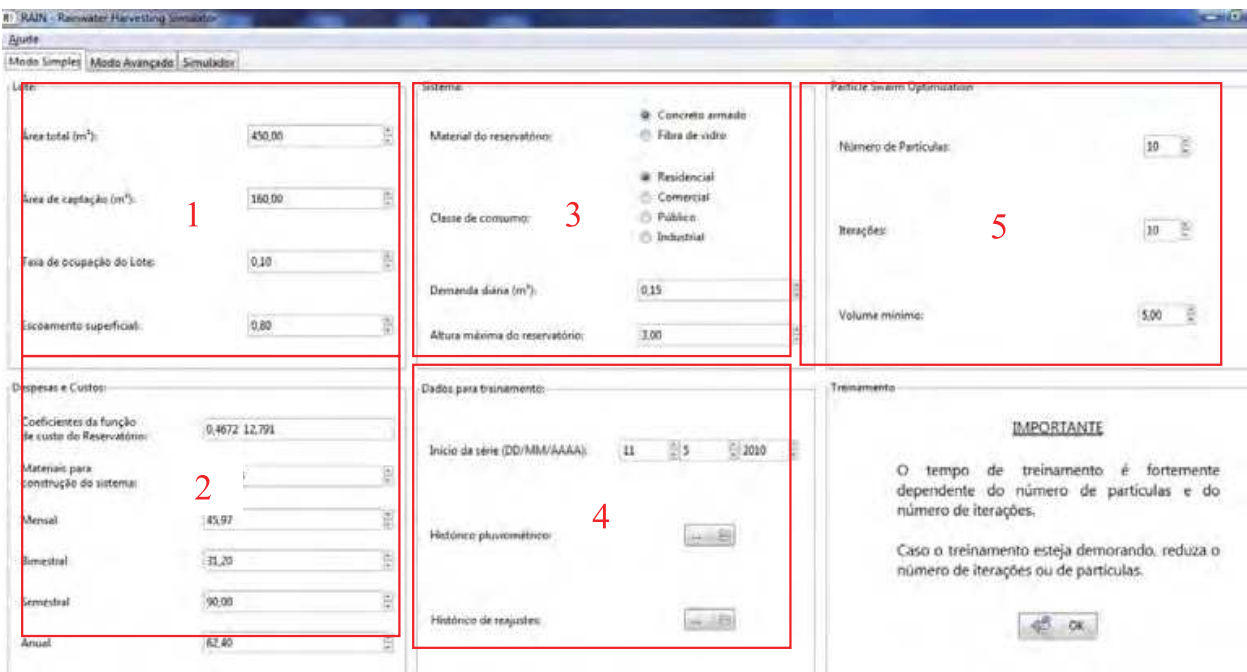 RAIN - Rainwater Harvesting Simulator
Ajuda
Modo Simples Modo Avançado Simulador
Lote:
Área total (m²): 450,00
Área de captação (m²): 160,00
1
Taxa de ocupação do Lote: 0,10
Escoamento superficial: 0,80
Sistema:
Material do reservatório:
Concreto armado
Fibra de vidro
Classe de consumo:
Residencial
Comercial
Público
Industrial
3
Demanda diária (m³): 0,15
Altura máxima do reservatório: 3,00
Particle Swarm Optimization
Número de Partículas: 10
Iterações: 10
5
Volume mínimo: 5,00
Despesas e Custos:
Coeficientes da função
de custo do Reservatório: 0,4672 12,791
Materiais para
construção do sistema:
2
Mensal 45,97
Bimestral 31,20
Semestral 90,00
Anual 62,40
Dados para treinamento:
Início da série (DD/MM/AAAA): 11 5 2010
4
Histórico pluviométrico: ...
Histórico de reajustes: ...
Treinamento
IMPORTANTE
O tempo de treinamento é fortemente
dependente do número de partículas e do
número de iterações.
Caso o treinamento esteja demorando, reduza o
número de iterações ou de partículas.
OK